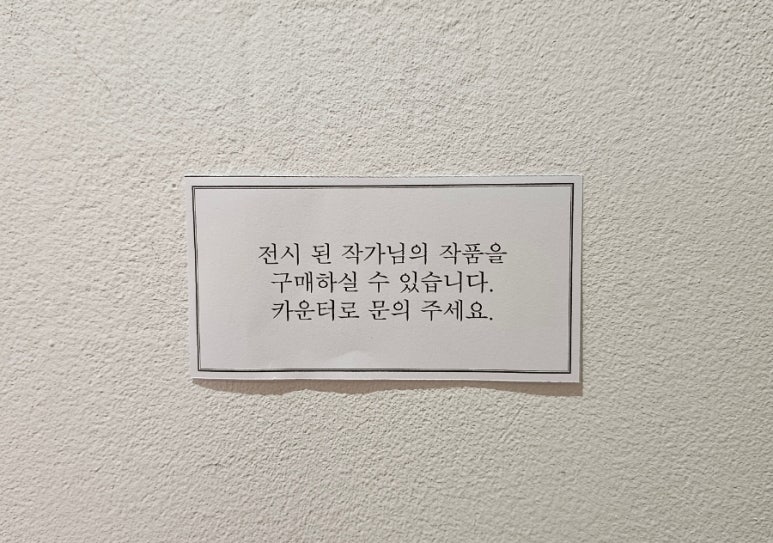 전시 된 작가님의 작품을
구매하실 수 있습니다.
카운터로 문의 주세요.